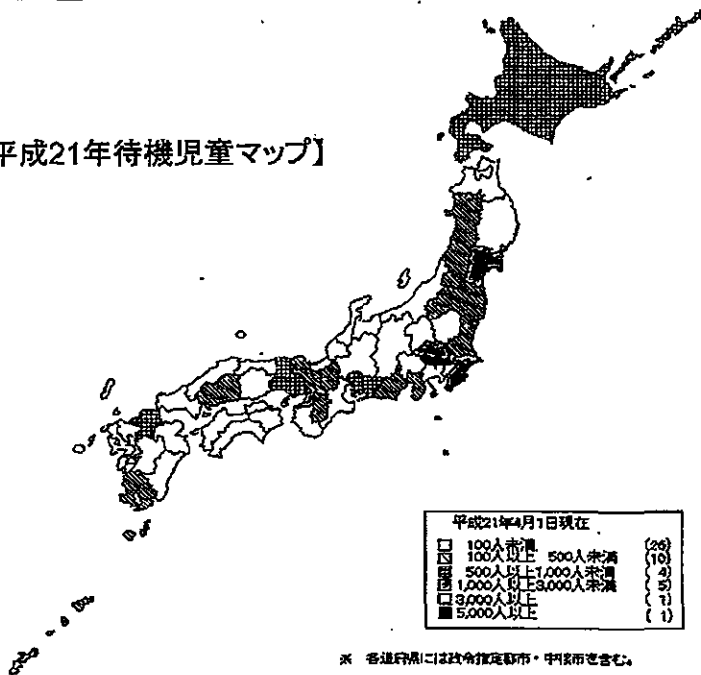 平成21年待機児童マップ】
平成21年4月1日現在
100人未満 (26)
100人以上 500人未満 (10)
500人以上1,000人未満 ( 4)
1,000人以上3,000人未満 ( 5)
3,000人以上 ( 1)
5,000人以上 ( 1)
※ 各道府県には政令指定都市・中核市を含む。